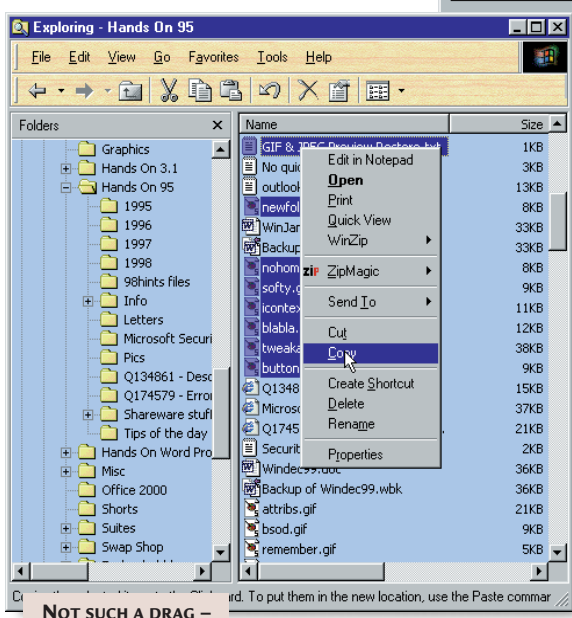 Exploring - Hands On 95
File Edit View Go Favorites Tools Help
Folders
Graphics
Hands On 3.1
Hands On 95
1995
1996
1997
1998
98hints files
Info
Letters
Microsoft Securi
Pics
Q134861 - Desc
Q174579 - Error
Shareware stuff
Tips of the day
Hands On Word Pro
Misc
Office 2000
Shorts
Suites
Swap Shop
Name Size
GIF & JPEG Preview Restore.txt 1KB
No quic 3KB
outlook 13KB
newfol 8KB
WinJar 33KB
Backup 33KB
nohom 8KB
softy.g 9KB
icontex 11KB
blabla. 12KB
tweaka 38KB
button 9KB
Q1348 15KB
Microso 37KB
Q1745 21KB
Securit 2KB
Windec99.doc 36KB
Backup of Windec99.wbk 36KB
attribs.gif 21KB
bsod.gif 9KB
remember.gif 5KB
Edit in Notepad
Open
Print
Quick View
WinZip
zip ZipMagic
Send To
Cut
Copy
Create Shortcut
Delete
Rename
Properties
rd. To put them in the new location, use the Paste commar
NOT SUCH A DRAG –